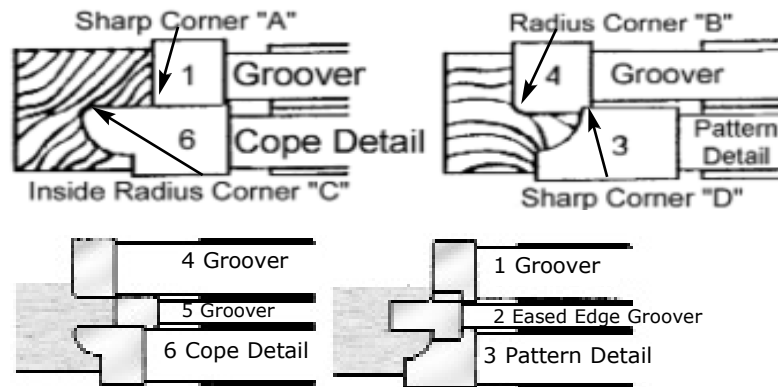 Sharp Corner "A"
1
Groover
6
Cope Detail
Inside Radius Corner "C"
Radius Corner "B"
4
Groover
3
Pattern
Detail
Sharp Corner "D"
4 Groover
5 Groover
6 Cope Detail
1 Groover
2 Eased Edge Groover
3 Pattern Detail